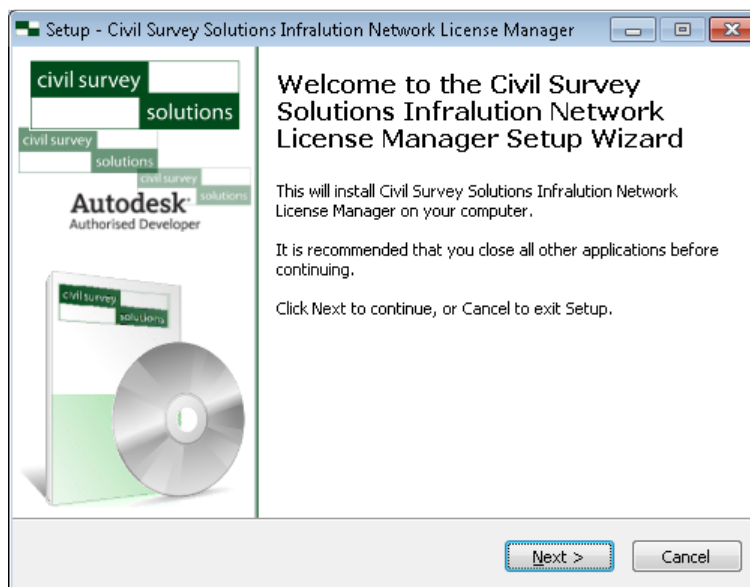 Setup - Civil Survey Solutions Infralution Network License Manager
civil survey
solutions
civil survey
solutions
civil survey
solutions
Autodesk
Authorised Developer
civil survey
solutions
Welcome to the Civil Survey
Solutions Infralution Network
License Manager Setup Wizard
This will install Civil Survey Solutions Infralution Network
License Manager on your computer.
It is recommended that you close all other applications before
continuing.
Click Next to continue, or Cancel to exit Setup.
Next >
Cancel